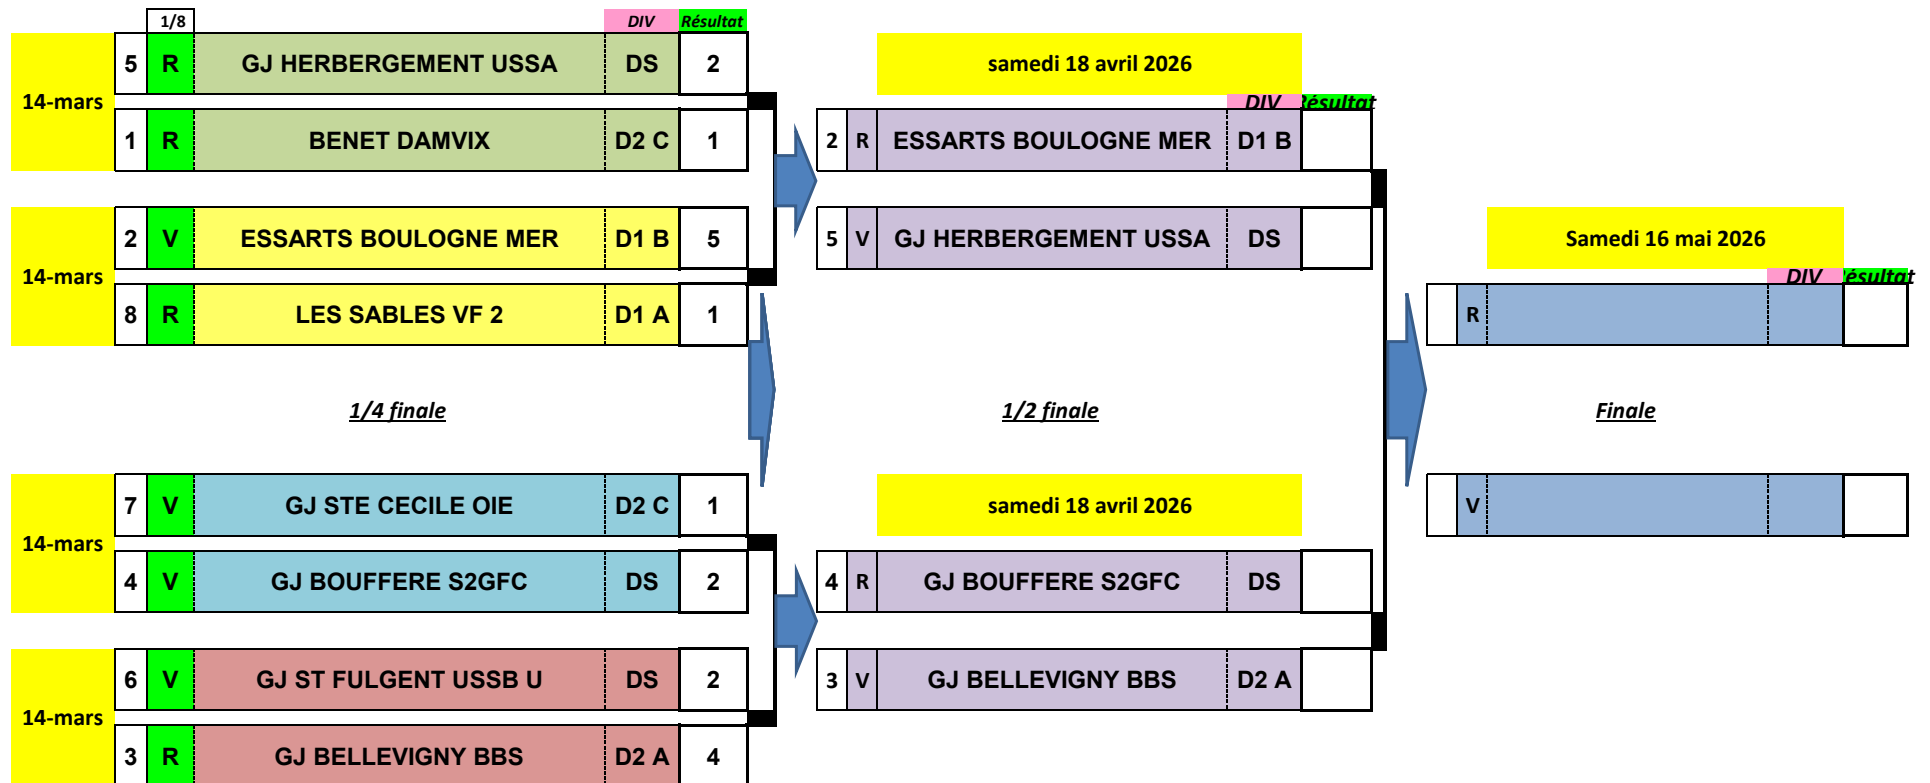 1/8 DIV Résultat
14-mars
5 R GJ HERBERGEMENT USSA DS 2
1 R BENET DAMVIX D2 C 1
14-mars
2 V ESSARTS BOULOGNE MER D1 B 5
8 R LES SABLES VF 2 D1 A 1
1/4 finale
14-mars
7 V GJ STE CECILE OIE D2 C 1
4 V GJ BOUFFERE S2GFC DS 2
14-mars
6 V GJ ST FULGENT USSB U DS 2
3 R GJ BELLEVIGNY BBS D2 A 4
samedi 18 avril 2026
DIV Résultat
2 R ESSARTS BOULOGNE MER D1 B
5 V GJ HERBERGEMENT USSA DS
1/2 finale
samedi 18 avril 2026
4 R GJ BOUFFERE S2GFC DS
3 V GJ BELLEVIGNY BBS D2 A
Samedi 16 mai 2026
DIV Résultat
R
Finale
V